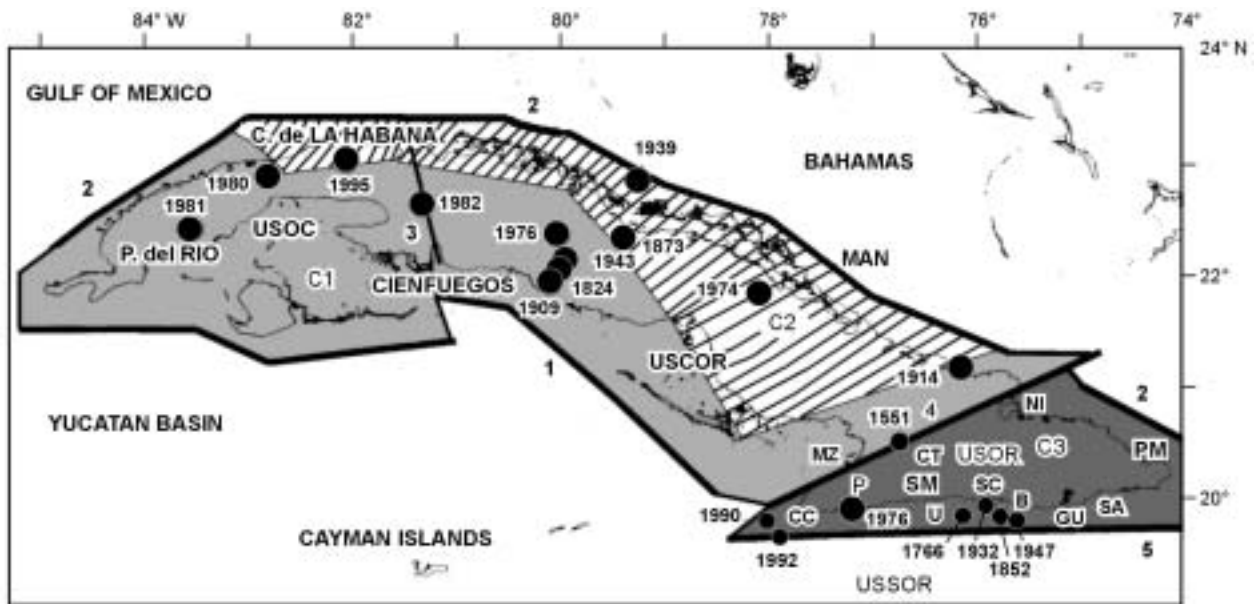 84° W 82° 80° 78° 76° 74°
24° N
GULF OF MEXICO
2
C. de LA HABANA
1939
BAHAMAS
2
1980
1995
1981
1982
USOC
3
1976
P. del RIO
1943
1873
MAN
C1
CIENFUEGOS
1824
22°
1909
1974
C2
USCOR
1
1914
2
YUCATAN BASIN
1551
4
NI
MZ
CT
USOR
C3
PM
P
SM
SC
20°
1990
CC
1976
U
B
GU
SA
CAYMAN ISLANDS
1992
1766
1932
1947
5
1852
USSOR